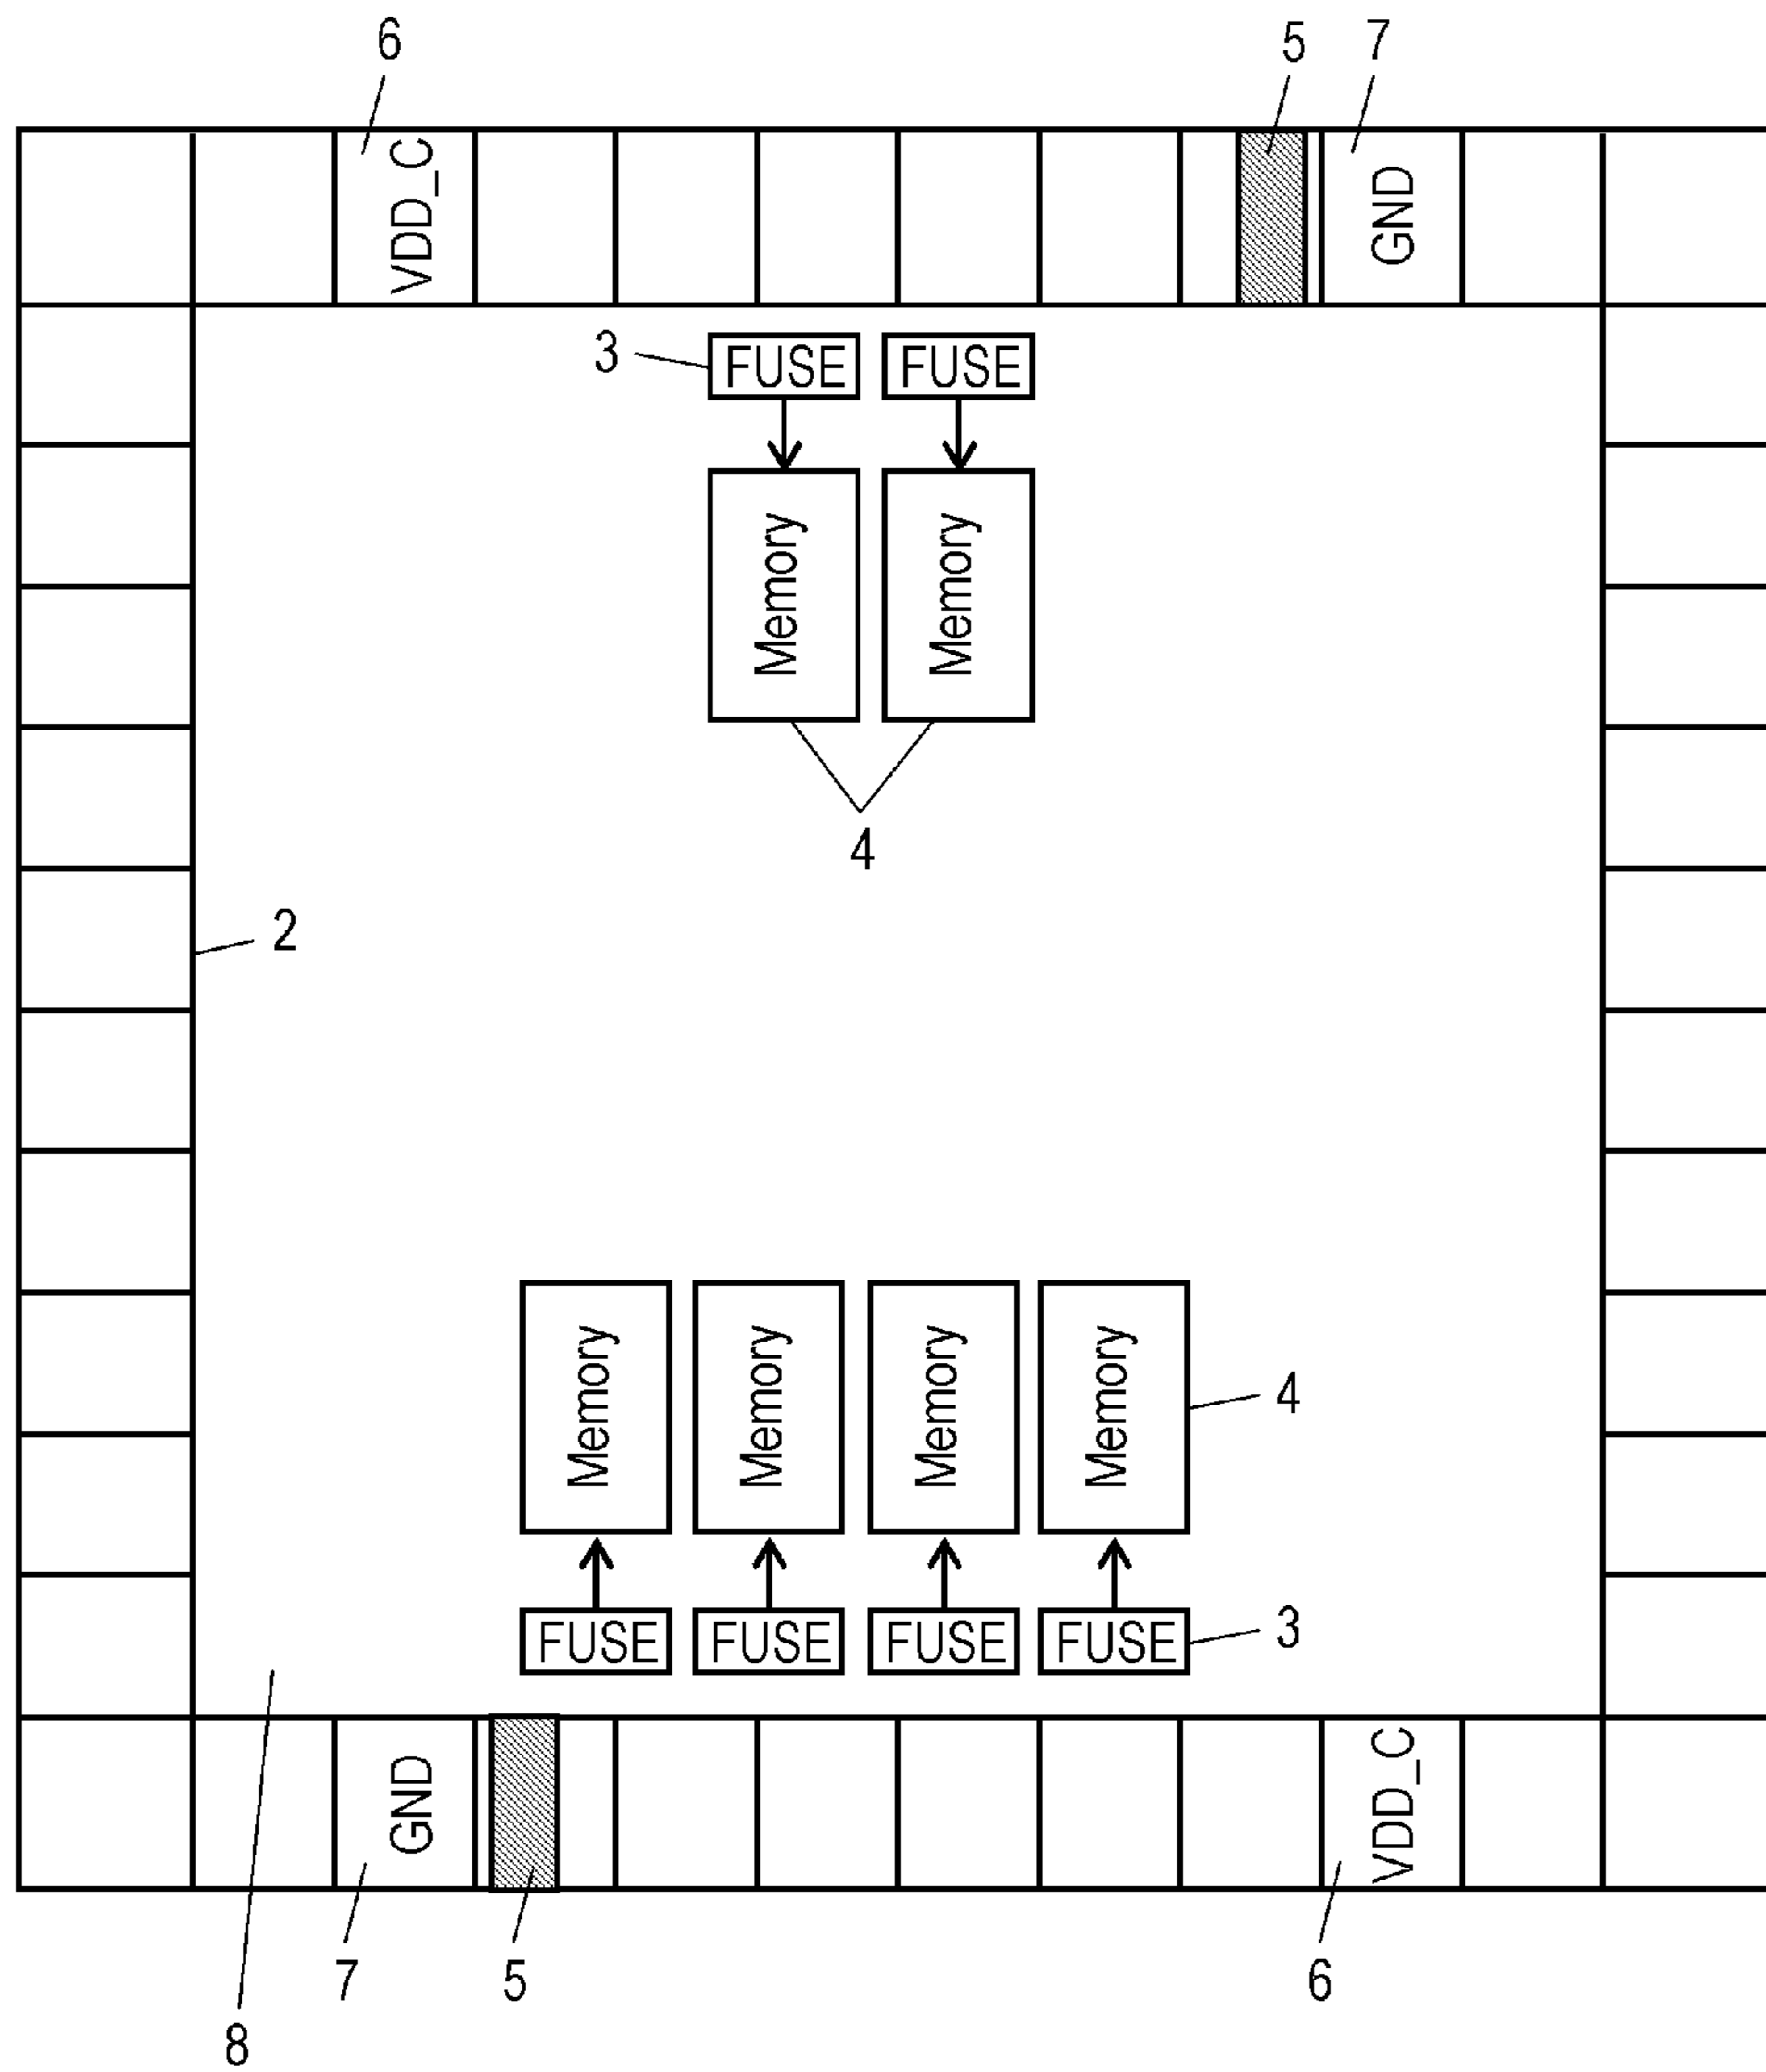 6
5
7
VDD_C
GND
3
FUSE
FUSE
Memory
Memory
4
2
Memory
Memory
Memory
Memory
4
FUSE
FUSE
FUSE
FUSE
3
GND
VDD_C
7
5
6
8